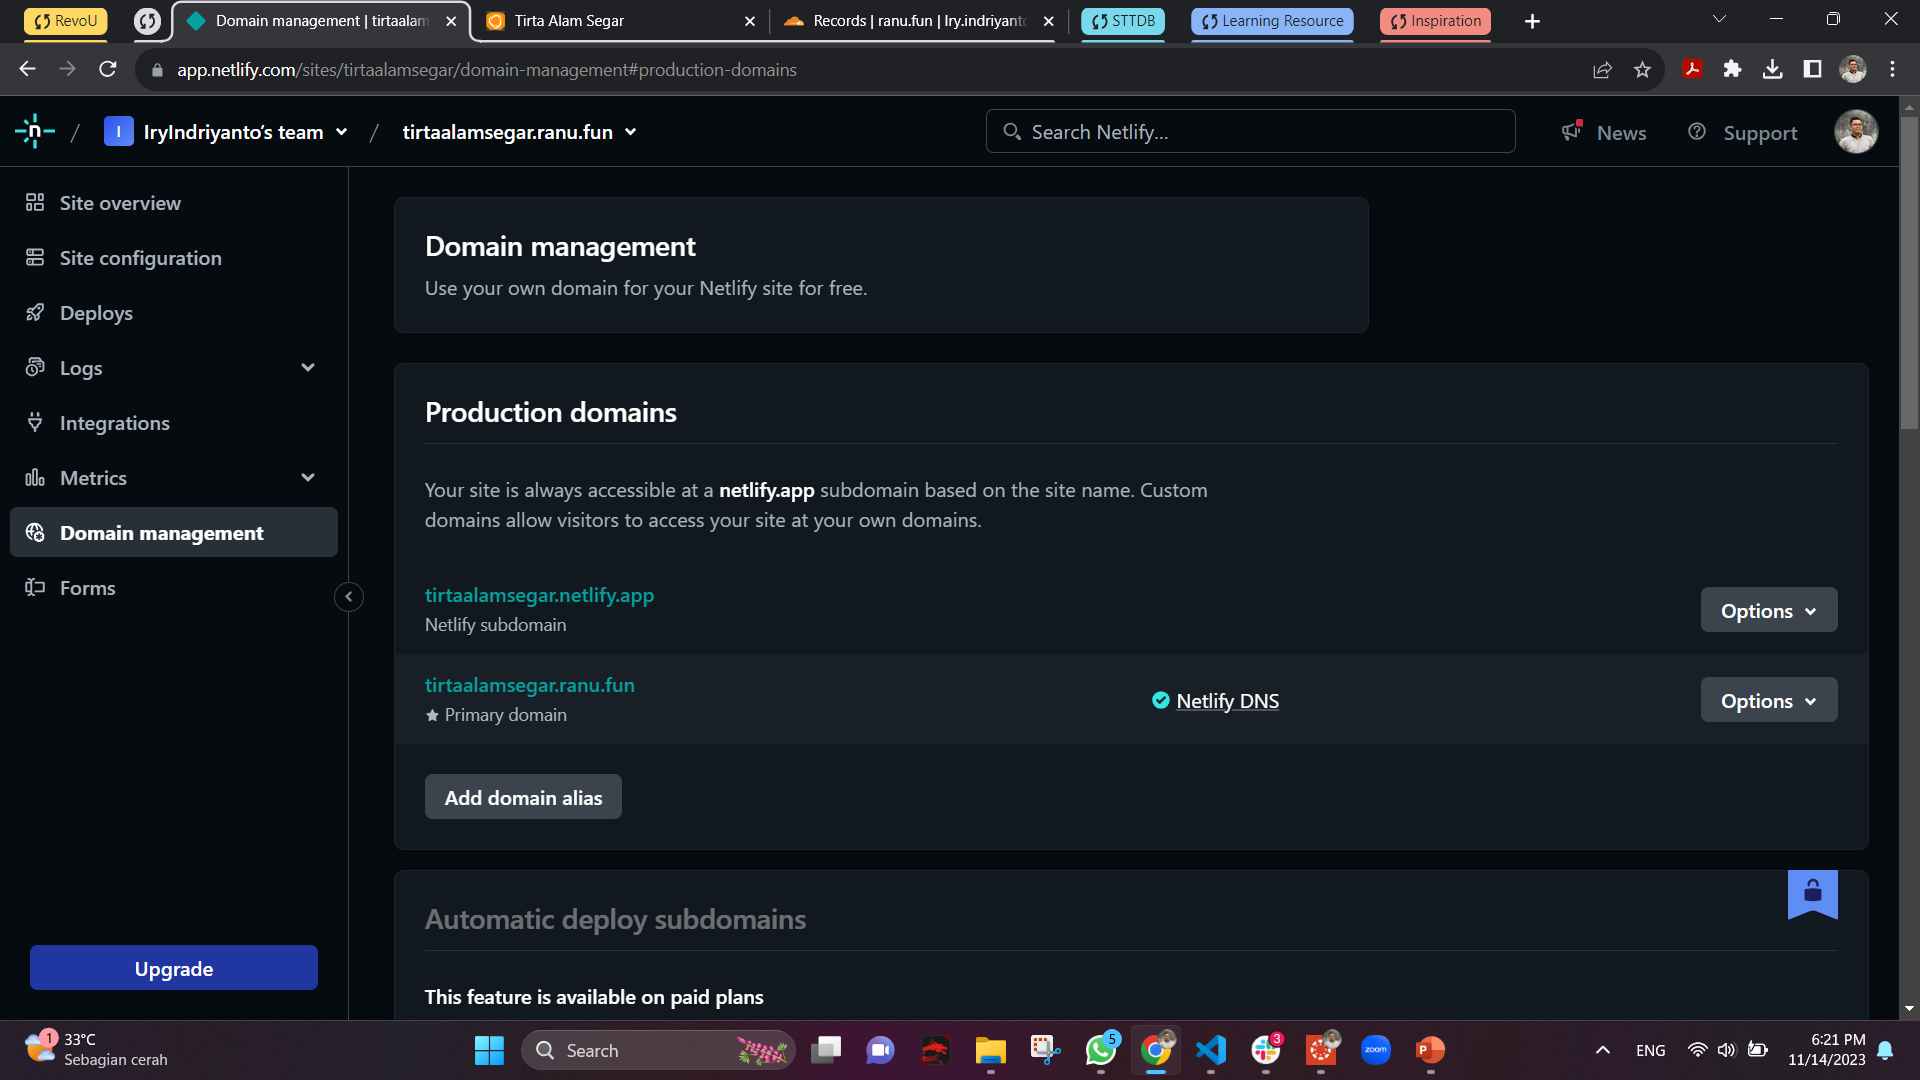 RevoU
Domain management | tirtaalam
Tirta Alam Segar
Records | ranu.fun | Iry.indriyant
STTDB
Learning Resource
Inspiration
app.netlify.com/sites/tirtaalamsegar/domain-management#production-domains
n
/
I
IryIndriyanto's team
/
tirtaalamsegar.ranu.fun
Search Netlify...
News
Support
Site overview
Site configuration
Deploys
Logs
Integrations
Metrics
Domain management
Forms
Upgrade
Domain management
Use your own domain for your Netlify site for free.
Production domains
Your site is always accessible at a netlify.app subdomain based on the site name. Custom
domains allow visitors to access your site at your own domains.
tirtaalamsegar.netlify.app
Netlify subdomain
Options
tirtaalamsegar.ranu.fun
Primary domain
Netlify DNS
Options
Add domain alias
Automatic deploy subdomains
This feature is available on paid plans
1
33°C
Sebagian cerah
Search
5
3
zoom
P
ENG
6:21 PM
11/14/2023